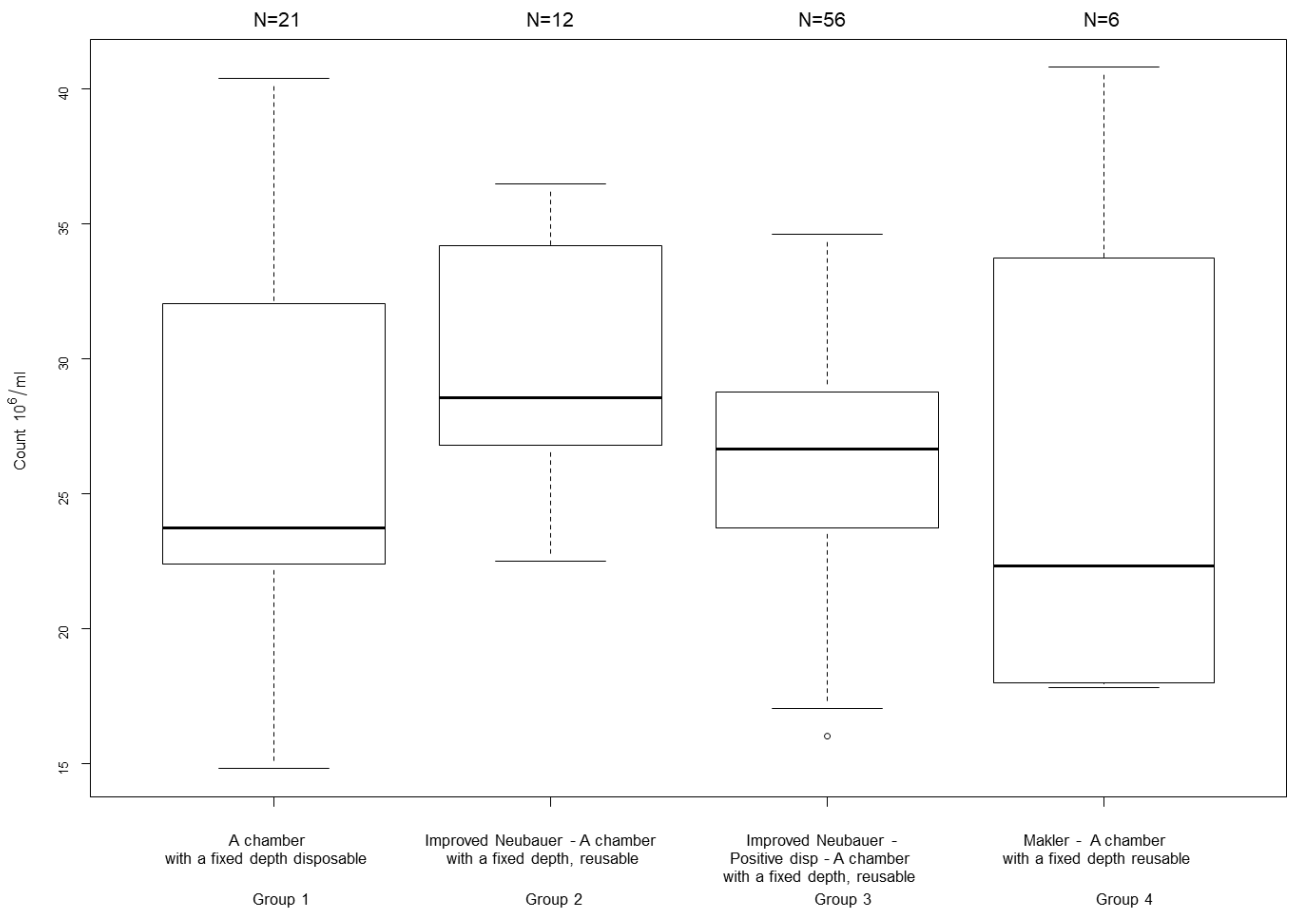 N=21
N=12
N=56
N=6
40
35
30
25
20
15
Count 10^6/ml
A chamber
with a fixed depth disposable
Group 1
Improved Neubauer - A chamber
with a fixed depth, reusable
Group 2
Improved Neubauer -
Positive disp - A chamber
with a fixed depth, reusable
Group 3
Makler - A chamber
with a fixed depth reusable
Group 4